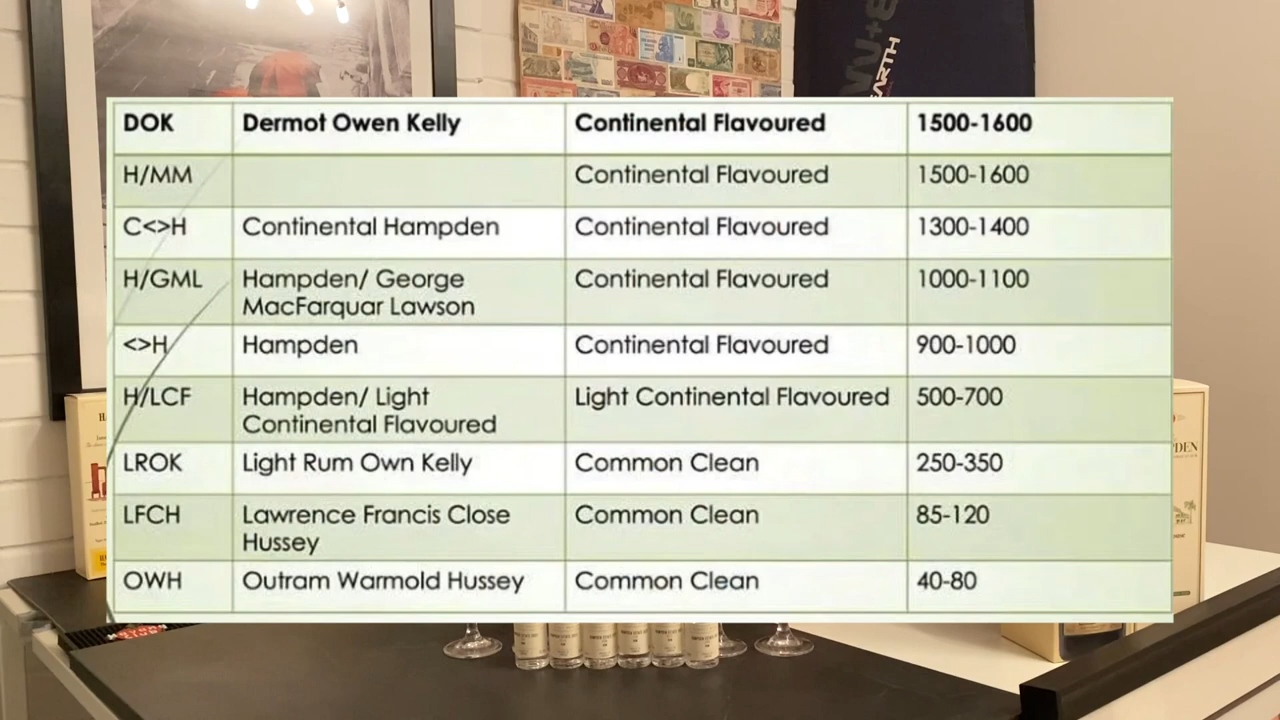 DOK Dermot Owen Kelly Continental Flavoured 1500-1600
H/MM Continental Flavoured 1500-1600
C<>H Continental Hampden Continental Flavoured 1300-1400
H/GML Hampden/ George Continental Flavoured 1000-1100
MacFarquar Lawson
<>H Hampden Continental Flavoured 900-1000
H/LCF Hampden/ Light Light Continental Flavoured 500-700
Continental Flavoured
LROK Light Rum Own Kelly Common Clean 250-350
LFCH Lawrence Francis Close Common Clean 85-120
Hussey
OWH Outram Warmold Hussey Common Clean 40-80